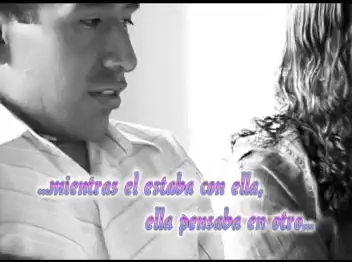 ...mientras el estaba con ella,
ella pensaba en otro...